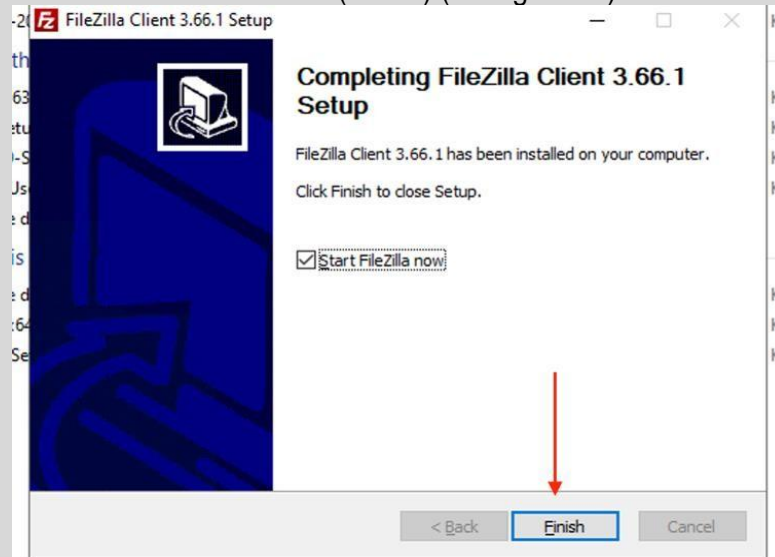 FileZilla Client 3.66.1 Setup
Completing FileZilla Client 3.66.1
Setup
FileZilla Client 3.66.1 has been installed on your computer.
Click Finish to close Setup.
Start FileZilla now
< Back
Finish
Cancel